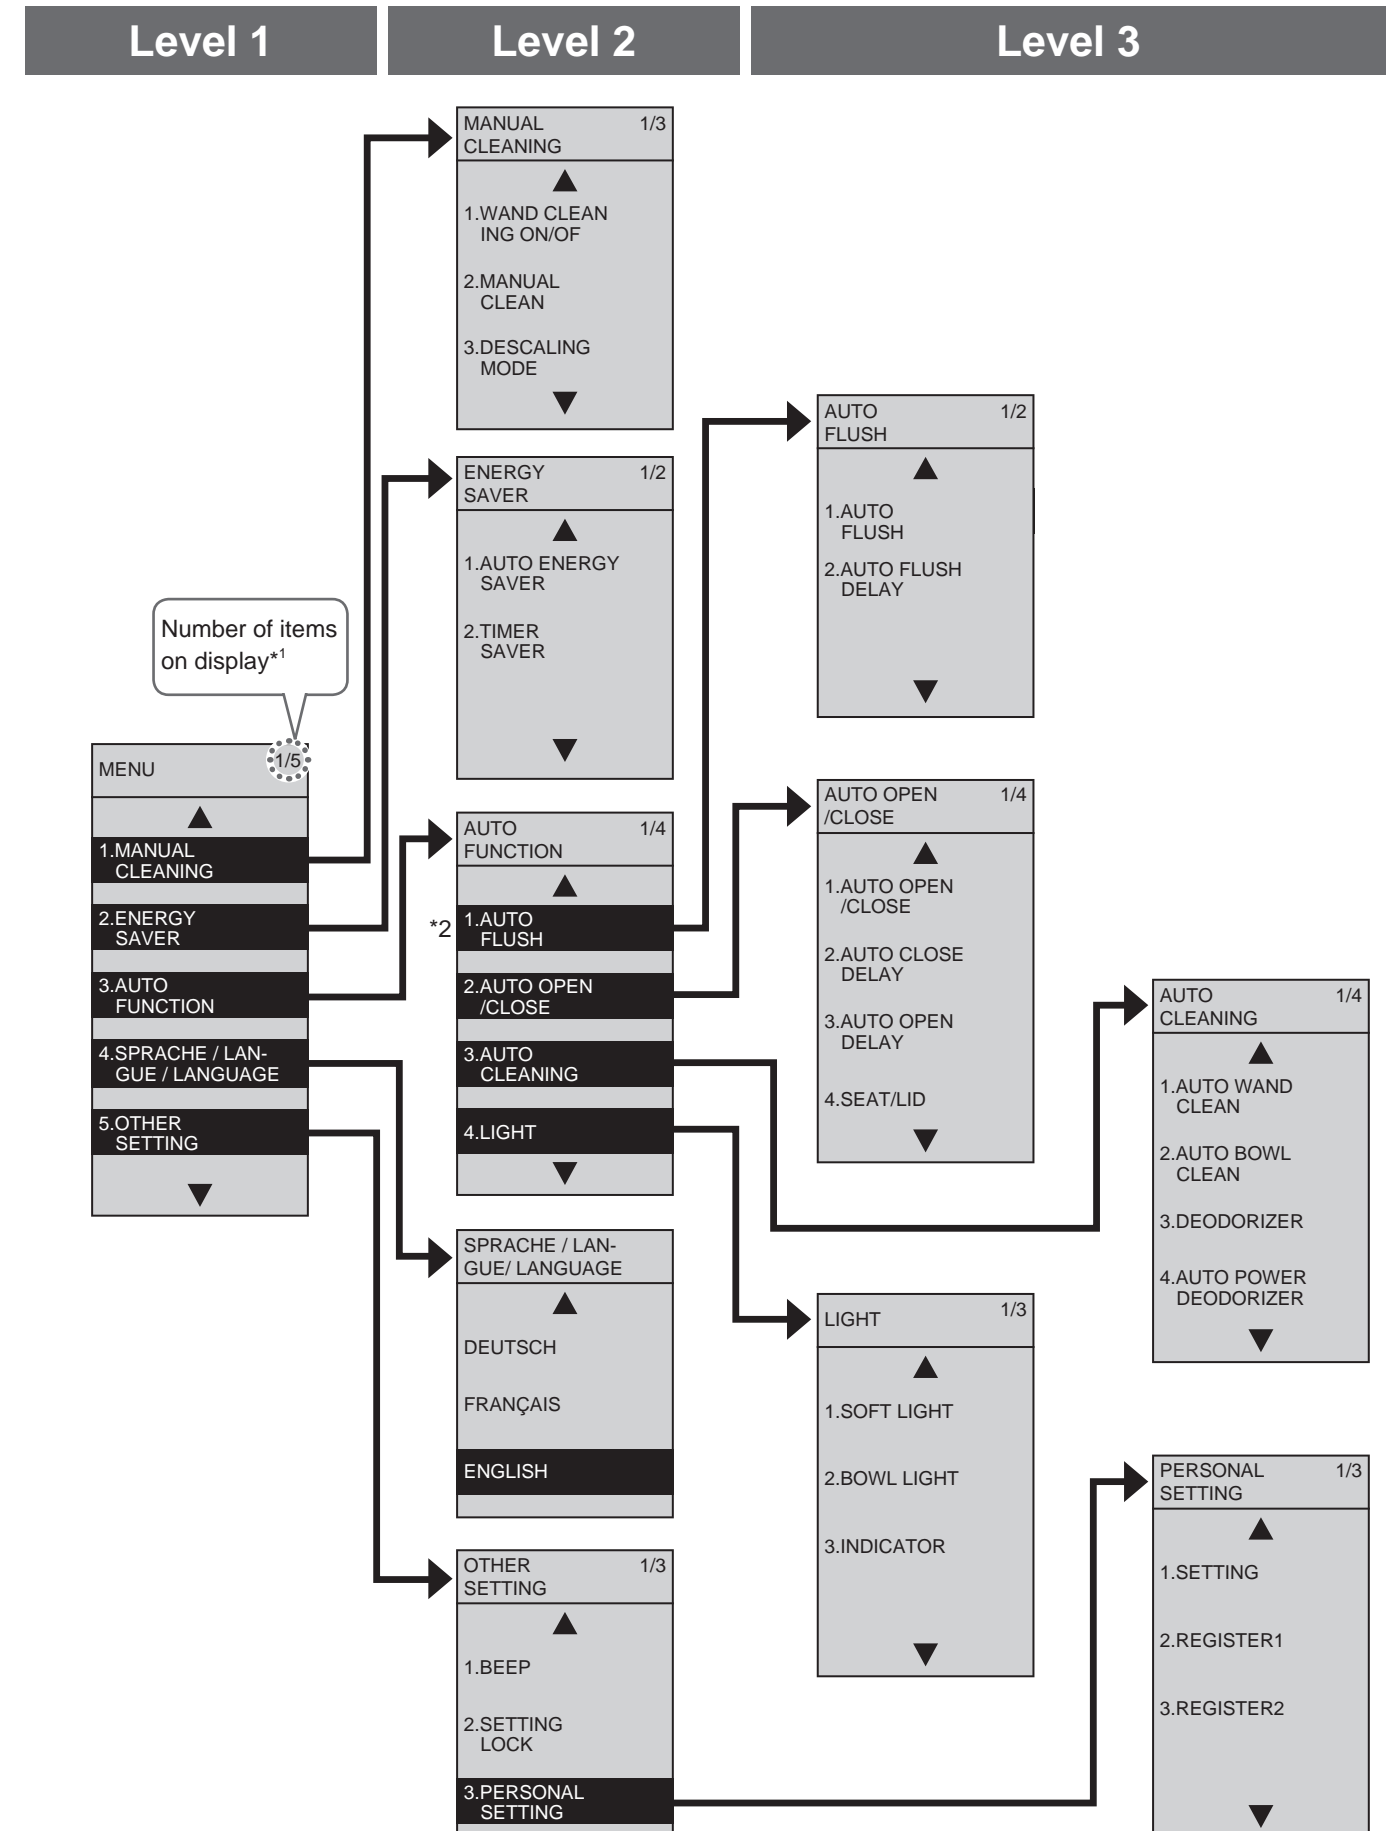 Level 1
Level 2
Level 3
MANUAL 1/3
CLEANING
1.WAND CLEAN
ING ON/OF
2.MANUAL
CLEAN
3.DESCALING
MODE
ENERGY 1/2
SAVER
1.AUTO ENERGY
SAVER
2.TIMER
SAVER
Number of items
on display*1
MENU 1/5
1.MANUAL
CLEANING
2.ENERGY
SAVER
3.AUTO
FUNCTION
4.SPRACHE / LAN-
GUE / LANGUAGE
5.OTHER
SETTING
AUTO 1/4
FUNCTION
*2
1.AUTO
FLUSH
2.AUTO OPEN
/CLOSE
3.AUTO
CLEANING
4.LIGHT
SPRACHE / LAN-
GUE/ LANGUAGE
DEUTSCH
FRANÇAIS
ENGLISH
OTHER 1/3
SETTING
1.BEEP
2.SETTING
LOCK
3.PERSONAL
SETTING
AUTO 1/2
FLUSH
1.AUTO
FLUSH
2.AUTO FLUSH
DELAY
AUTO OPEN 1/4
/CLOSE
1.AUTO OPEN
/CLOSE
2.AUTO CLOSE
DELAY
3.AUTO OPEN
DELAY
4.SEAT/LID
LIGHT 1/3
1.SOFT LIGHT
2.BOWL LIGHT
3.INDICATOR
AUTO 1/4
CLEANING
1.AUTO WAND
CLEAN
2.AUTO BOWL
CLEAN
3.DEODORIZER
4.AUTO POWER
DEODORIZER
PERSONAL 1/3
SETTING
1.SETTING
2.REGISTER1
3.REGISTER2